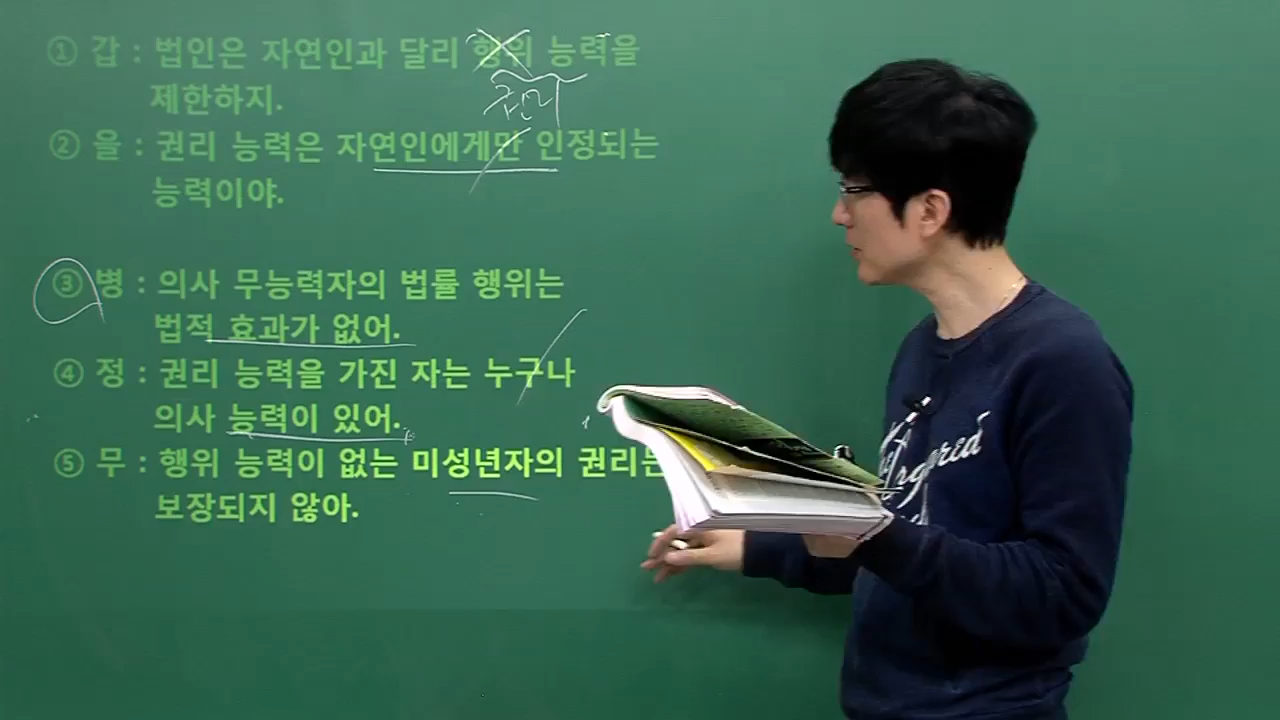 ① 갑 : 법인은 자연인과 달리 행위 능력을
제한하지.
권리
② 을 : 권리 능력은 자연인에게만 인정되는
능력이야.
③ 병 : 의사 무능력자의 법률 행위는
법적 효과가 없어.
④ 정 : 권리 능력을 가진 자는 누구나
의사 능력이 있어.
⑤ 무 : 행위 능력이 없는 미성년자의 권리는
보장되지 않아.